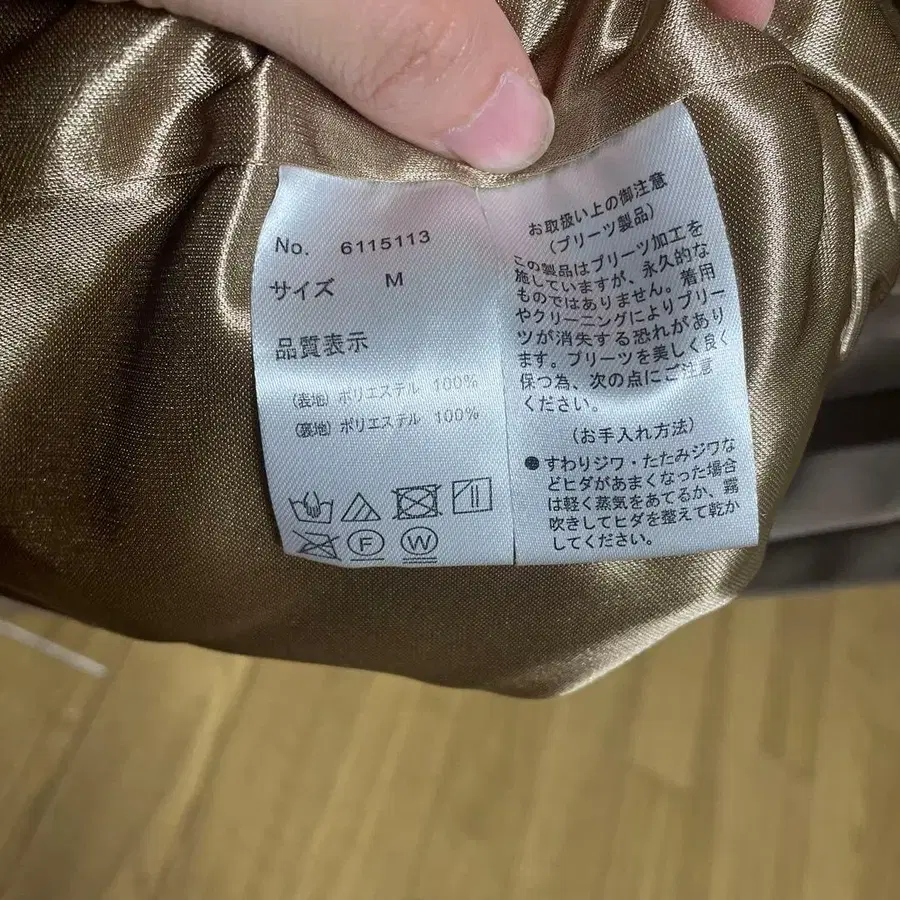 No. 6115113
サイズ M
品質表示
(表地) ポリエステル 100%
(裏地) ポリエステル 100%
F W
お取扱い上の御注意
(プリーツ製品)
この製品はプリーツ加工を
施していますが、永久的な
ものではありません。着用
やクリーニングによりプリー
ツが消失する恐れがあり
ます。プリーツを美しく良く
保つ為、次の点にご注意
ください。
(お手入れ方法)
●すわりジワ・たたみジワな
どヒダがあまくなった場合
は軽く蒸気をあてるか、霧
吹きしてヒダを整えて乾か
してください。